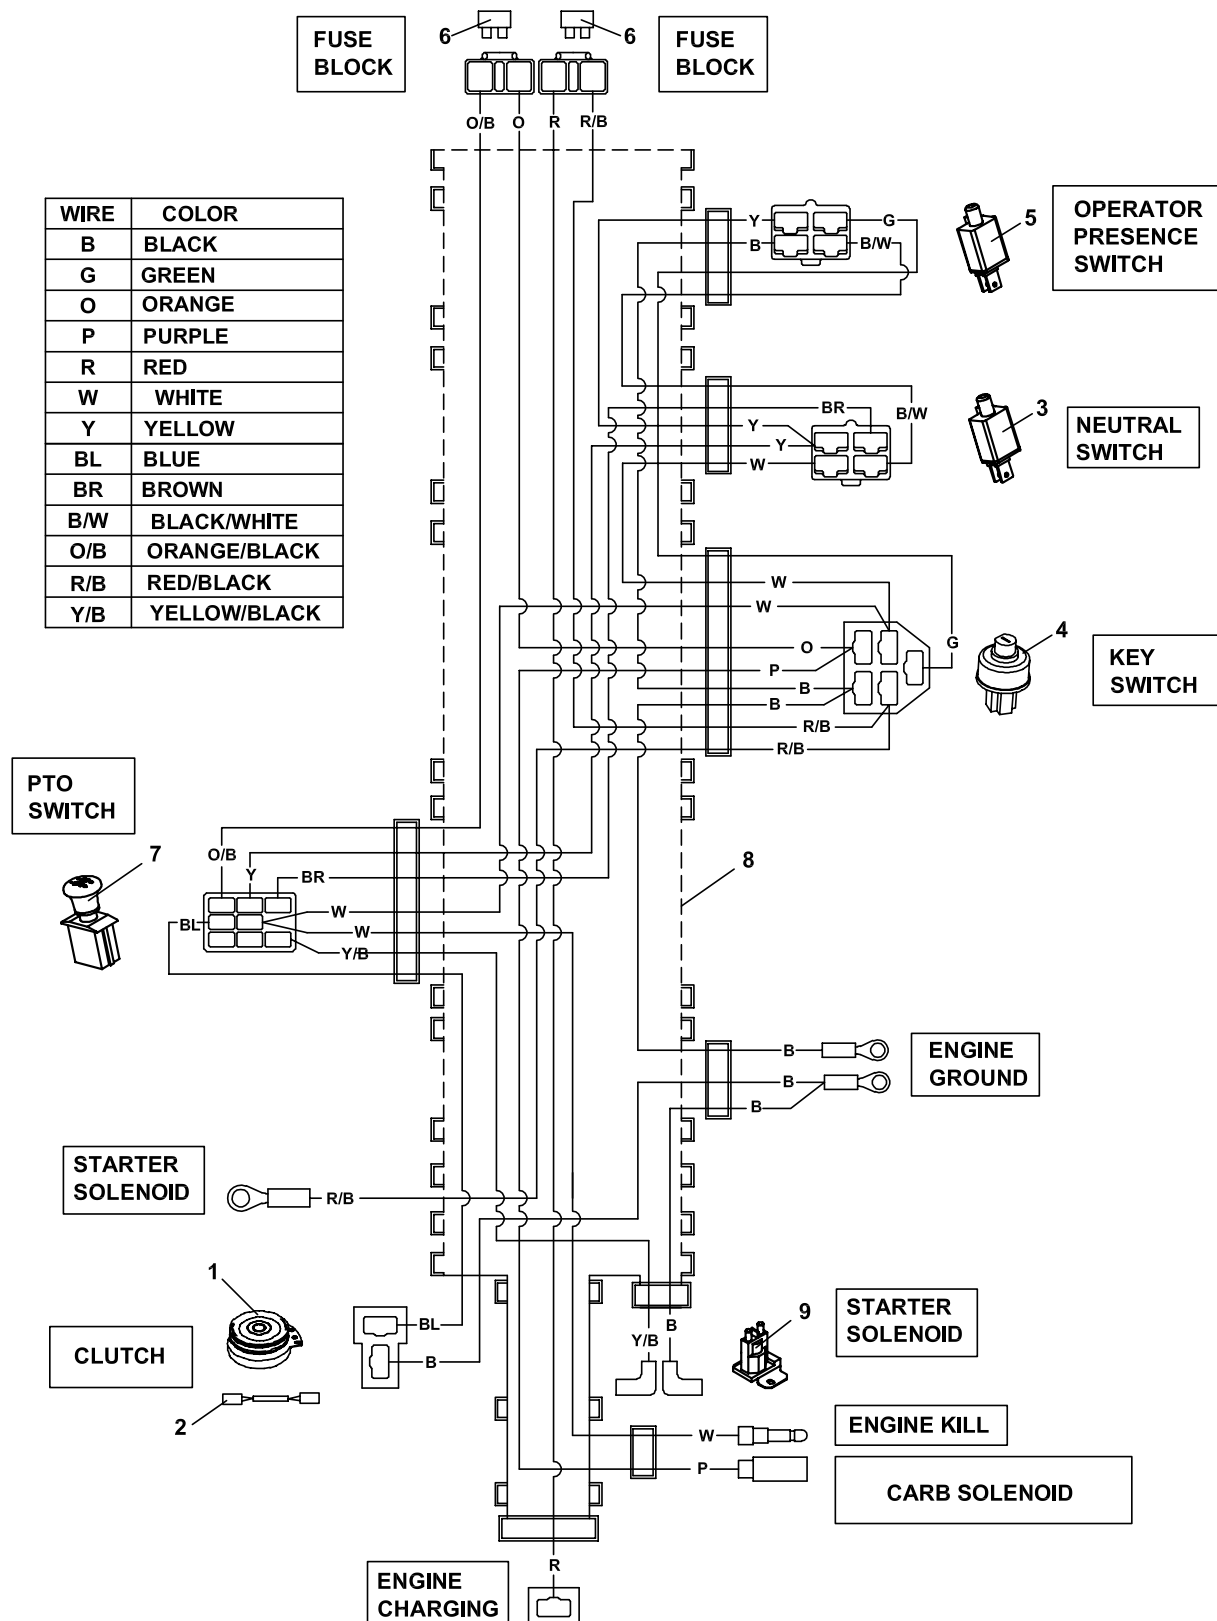 FUSE
BLOCK
6
6
FUSE
BLOCK
O/B
O
R
R/B
WIRE COLOR
B BLACK
G GREEN
O ORANGE
P PURPLE
R RED
W WHITE
Y YELLOW
BL BLUE
BR BROWN
B/W BLACK/WHITE
O/B ORANGE/BLACK
R/B RED/BLACK
Y/B YELLOW/BLACK
Y
G
B
B/W
5
OPERATOR
PRESENCE
SWITCH
BR
B/W
Y
Y
W
3
NEUTRAL
SWITCH
W
W
O
G
P
B
B
R/B
R/B
4
KEY
SWITCH
PTO
SWITCH
7
O/B
Y
BR
W
BL
W
Y/B
8
B
B
B
ENGINE
GROUND
STARTER
SOLENOID
R/B
1
CLUTCH
2
BL
B
Y/B
B
9
STARTER
SOLENOID
W
ENGINE KILL
P
CARB SOLENOID
R
ENGINE
CHARGING